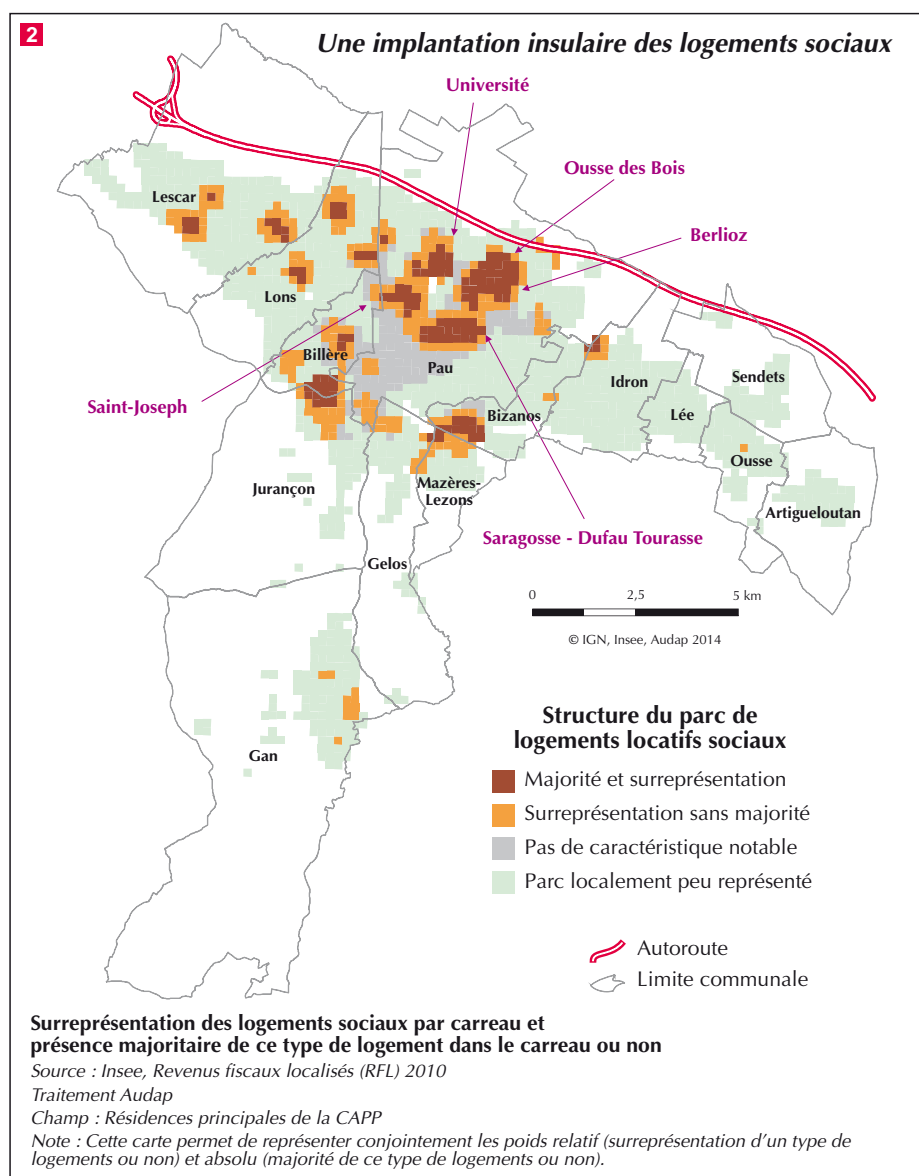 2
Une implantation insulaire des logements sociaux
Université
Ousse des Bois
Berlioz
Lescar
Lons
Billère
Pau
Idron
Sendets
Saint-Joseph
Bizanos
Lée
Ousse
Jurançon
Mazères-
Lezons
Artigueloutan
Saragosse - Dufau Tourasse
Gelos
0 2,5 5 km
© IGN, Insee, Audap 2014
Gan
Structure du parc de
logements locatifs sociaux
Majorité et surreprésentation
Surreprésentation sans majorité
Pas de caractéristique notable
Parc localement peu représenté
Autoroute
Limite communale
Surreprésentation des logements sociaux par carreau et
présence majoritaire de ce type de logement dans le carreau ou non
Source : Insee, Revenus fiscaux localisés (RFL) 2010
Traitement Audap
Champ : Résidences principales de la CAPP
Note : Cette carte permet de représenter conjointement les poids relatif (surreprésentation d'un type de
logements ou non) et absolu (majorité de ce type de logements ou non).